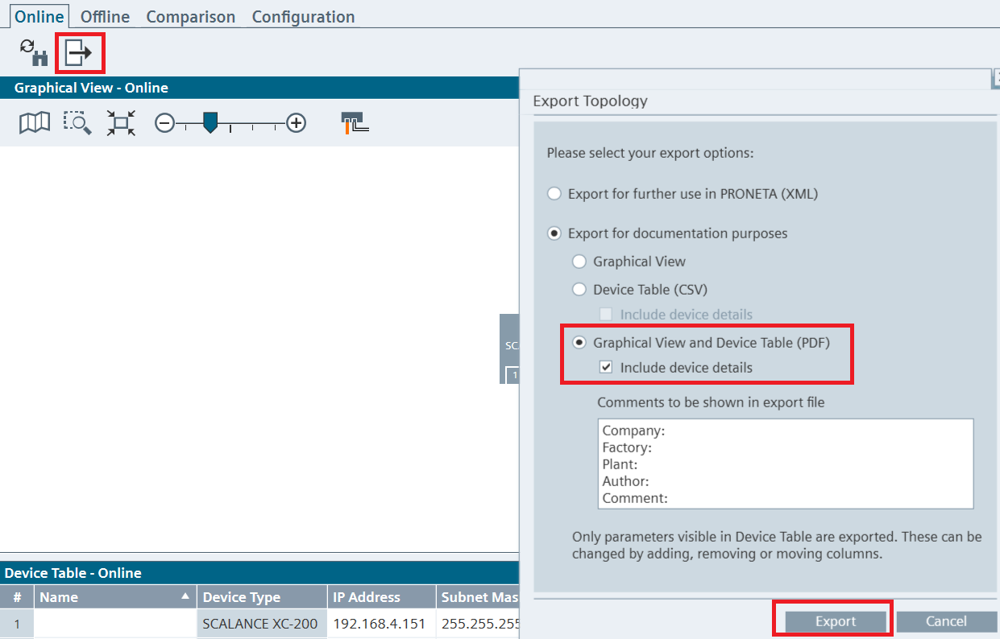 Online Offline Comparison Configuration
Graphical View - Online
SC
1
Device Table - Online
# Name Device Type IP Address Subnet Mas
1 SCALANCE XC-200 192.168.4.151 255.255.255
Export Topology
Please select your export options:
Export for further use in PRONETA (XML)
Export for documentation purposes
Graphical View
Device Table (CSV)
Include device details
Graphical View and Device Table (PDF)
Include device details
Comments to be shown in export file
Company:
Factory:
Plant:
Author:
Comment:
Only parameters visible in Device Table are exported. These can be
changed by adding, removing or moving columns.
Export Cancel